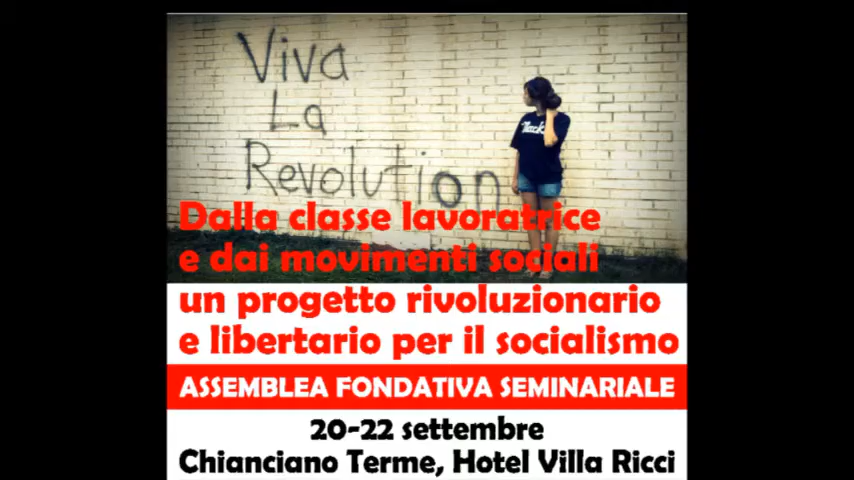 Viva
La
Revolution
Dalla classe lavoratrice
e dai movimenti sociali
un progetto rivoluzionario
e libertario per il socialismo
ASSEMBLEA FONDATIVA SEMINARIALE
20-22 settembre
Chianciano Terme, Hotel Villa Ricci